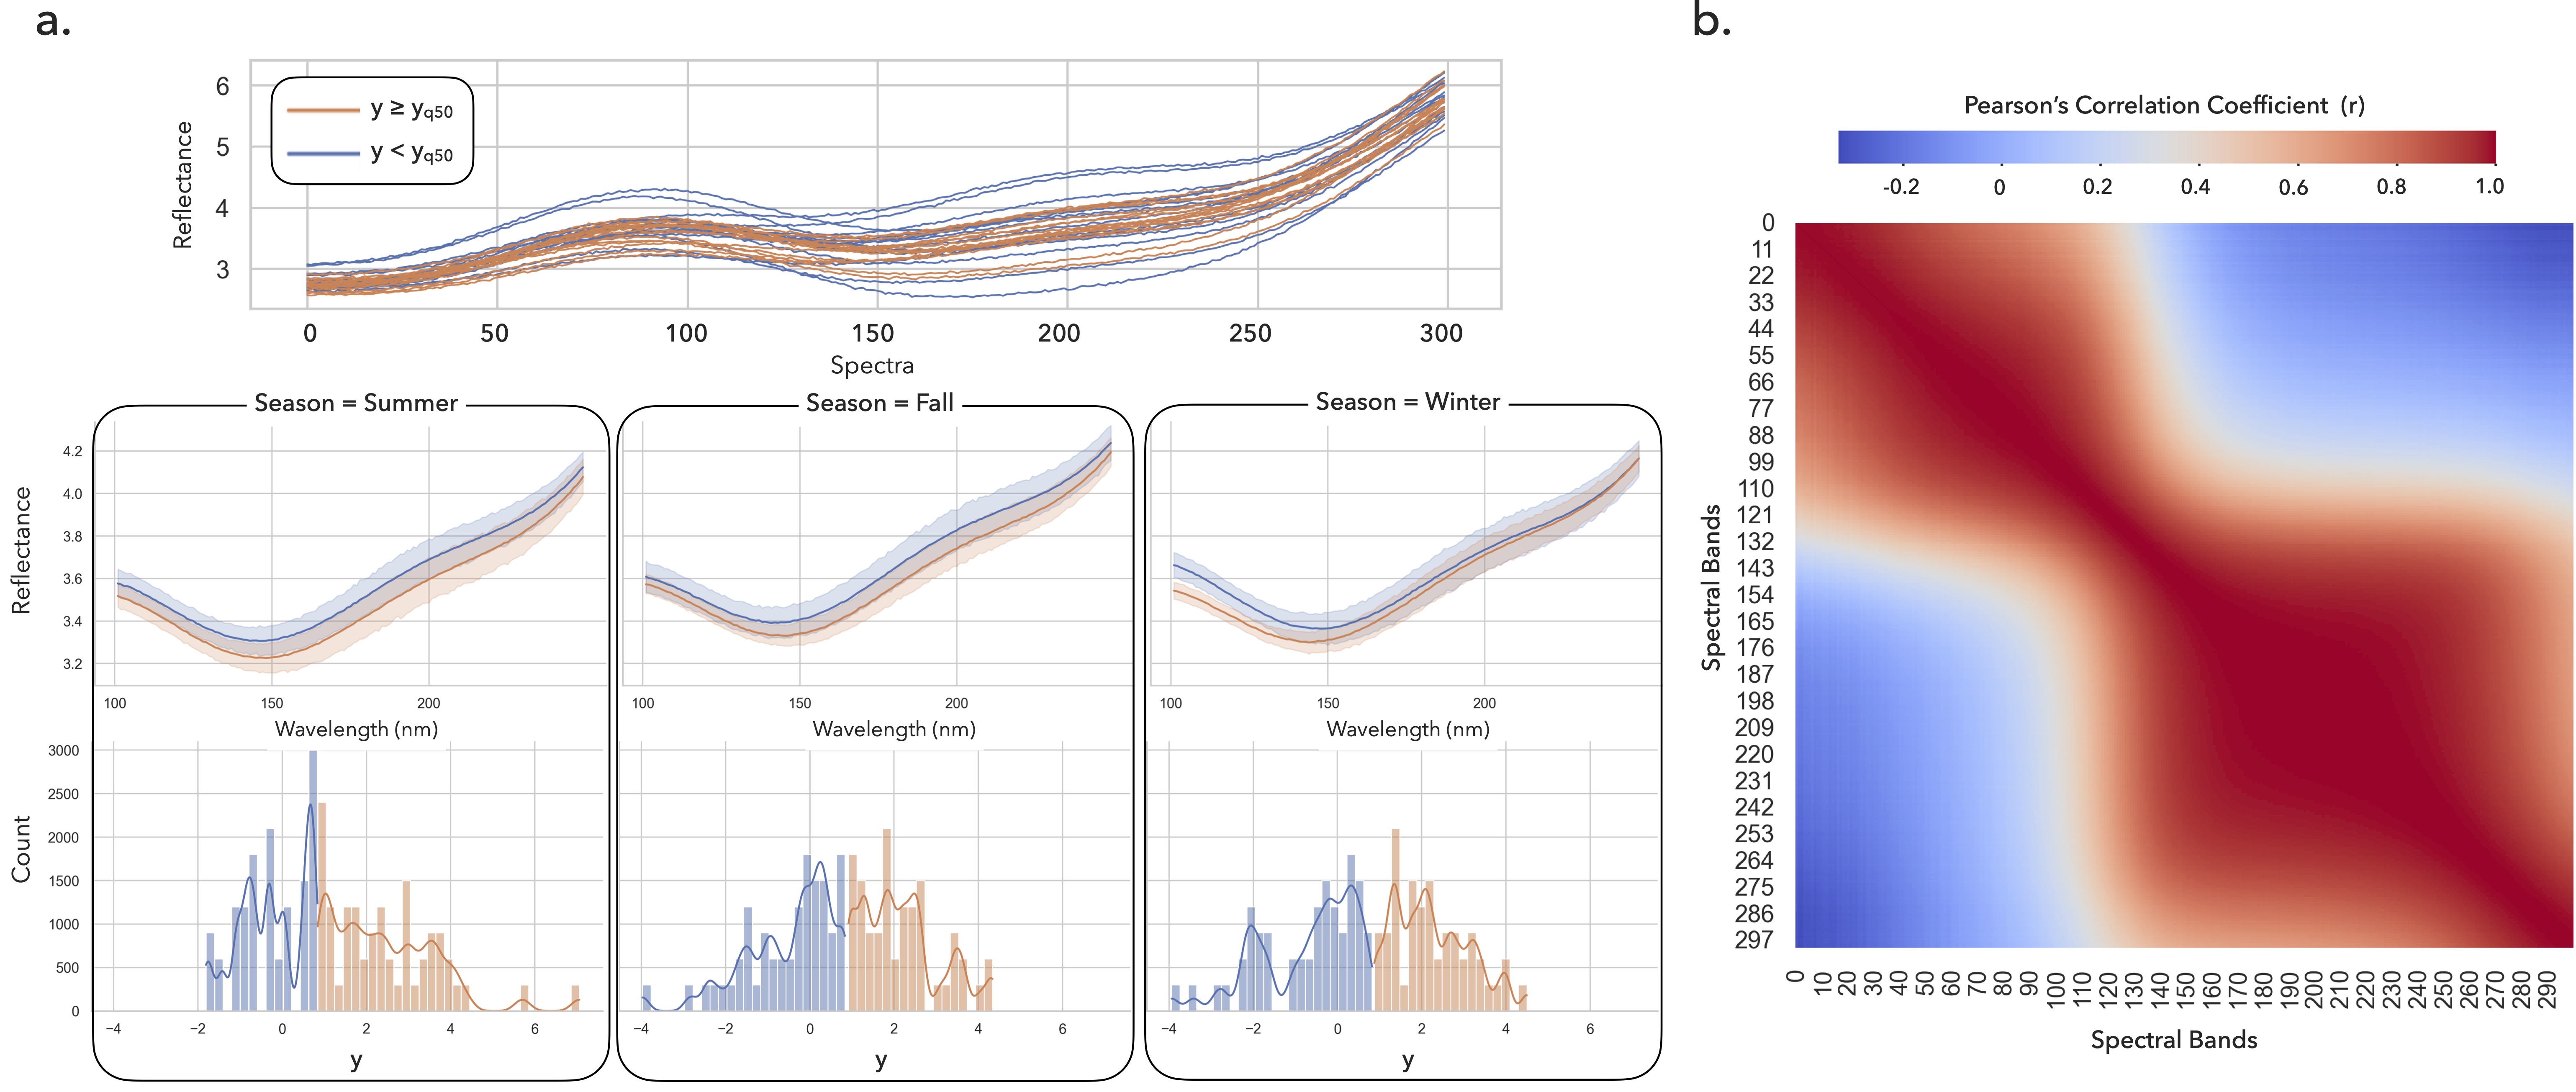 a.
6
5
4
3
Reflectance
y ≥ yq50
y < yq50
0 50 100 150 200 250 300
Spectra
Season = Summer
Season = Fall
Season = Winter
Reflectance
4.2
4.0
3.8
3.6
3.4
3.2
100 150 200
100 150 200
100 150 200
Wavelength (nm)
Wavelength (nm)
Wavelength (nm)
Count
3000
2500
2000
1500
1000
500
0
−4 −2 0 2 4 6
−4 −2 0 2 4 6
−4 −2 0 2 4 6
y
y
y
b.
Pearson's Correlation Coefficient (r)
-0.2 0 0.2 0.4 0.6 0.8 1.0
Spectral Bands
0
11
22
33
44
55
66
77
88
99
110
121
132
143
154
165
176
187
198
209
220
231
242
253
264
275
286
297
0 10 20 30 40 50 60 70 80 90 100 110 120 130 140 150 160 170 180 190 200 210 220 230 240 250 260 270 280 290
Spectral Bands